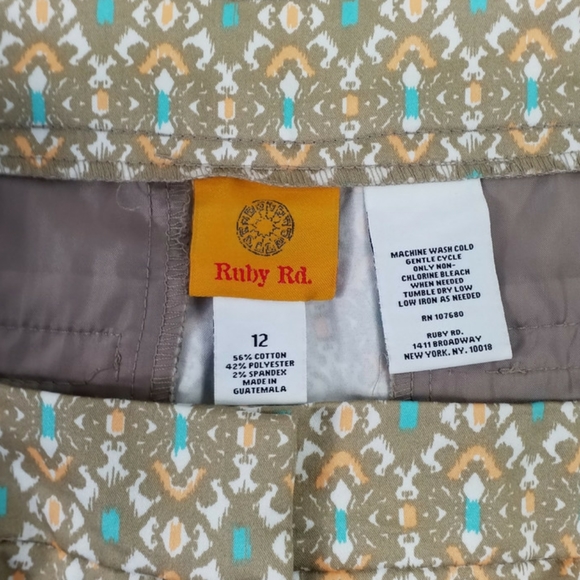 Ruby Rd.
12
56% COTTON
42% POLYESTER
2% SPANDEX
MADE IN
GUATEMALA
MACHINE WASH COLD
GENTLE CYCLE
ONLY NON-
CHLORINE BLEACH
WHEN NEEDED
TUMBLE DRY LOW
LOW IRON AS NEEDED
RN 107680
RUBY RD.
1411 BROADWAY
NEW YORK, NY. 10018